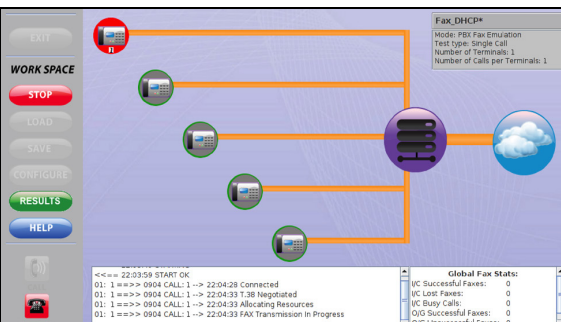 EXIT
WORK SPACE
STOP
LOAD
SAVE
CONFIGURE
RESULTS
HELP
CALL
Fax_DHCP*
Mode: PBX Fax Emulation
Test type: Single Call
Number of Terminals: 1
Number of Calls per Terminals: 1
<<== 22:03:59 START OK
01: 1 ==>> 0904 CALL: 1 --> 22:04:28 Connected
01: 1 ==>> 0904 CALL: 1 --> 22:04:33 T.38 Negotiated
01: 1 ==>> 0904 CALL: 1 --> 22:04:33 Allocating Resources
01: 1 ==>> 0904 CALL: 1 --> 22:04:33 FAX Transmission In Progress
Global Fax Stats:
I/C Successful Faxes: 0
I/C Lost Faxes: 0
I/C Busy Calls: 0
O/G Successful Faxes: 0